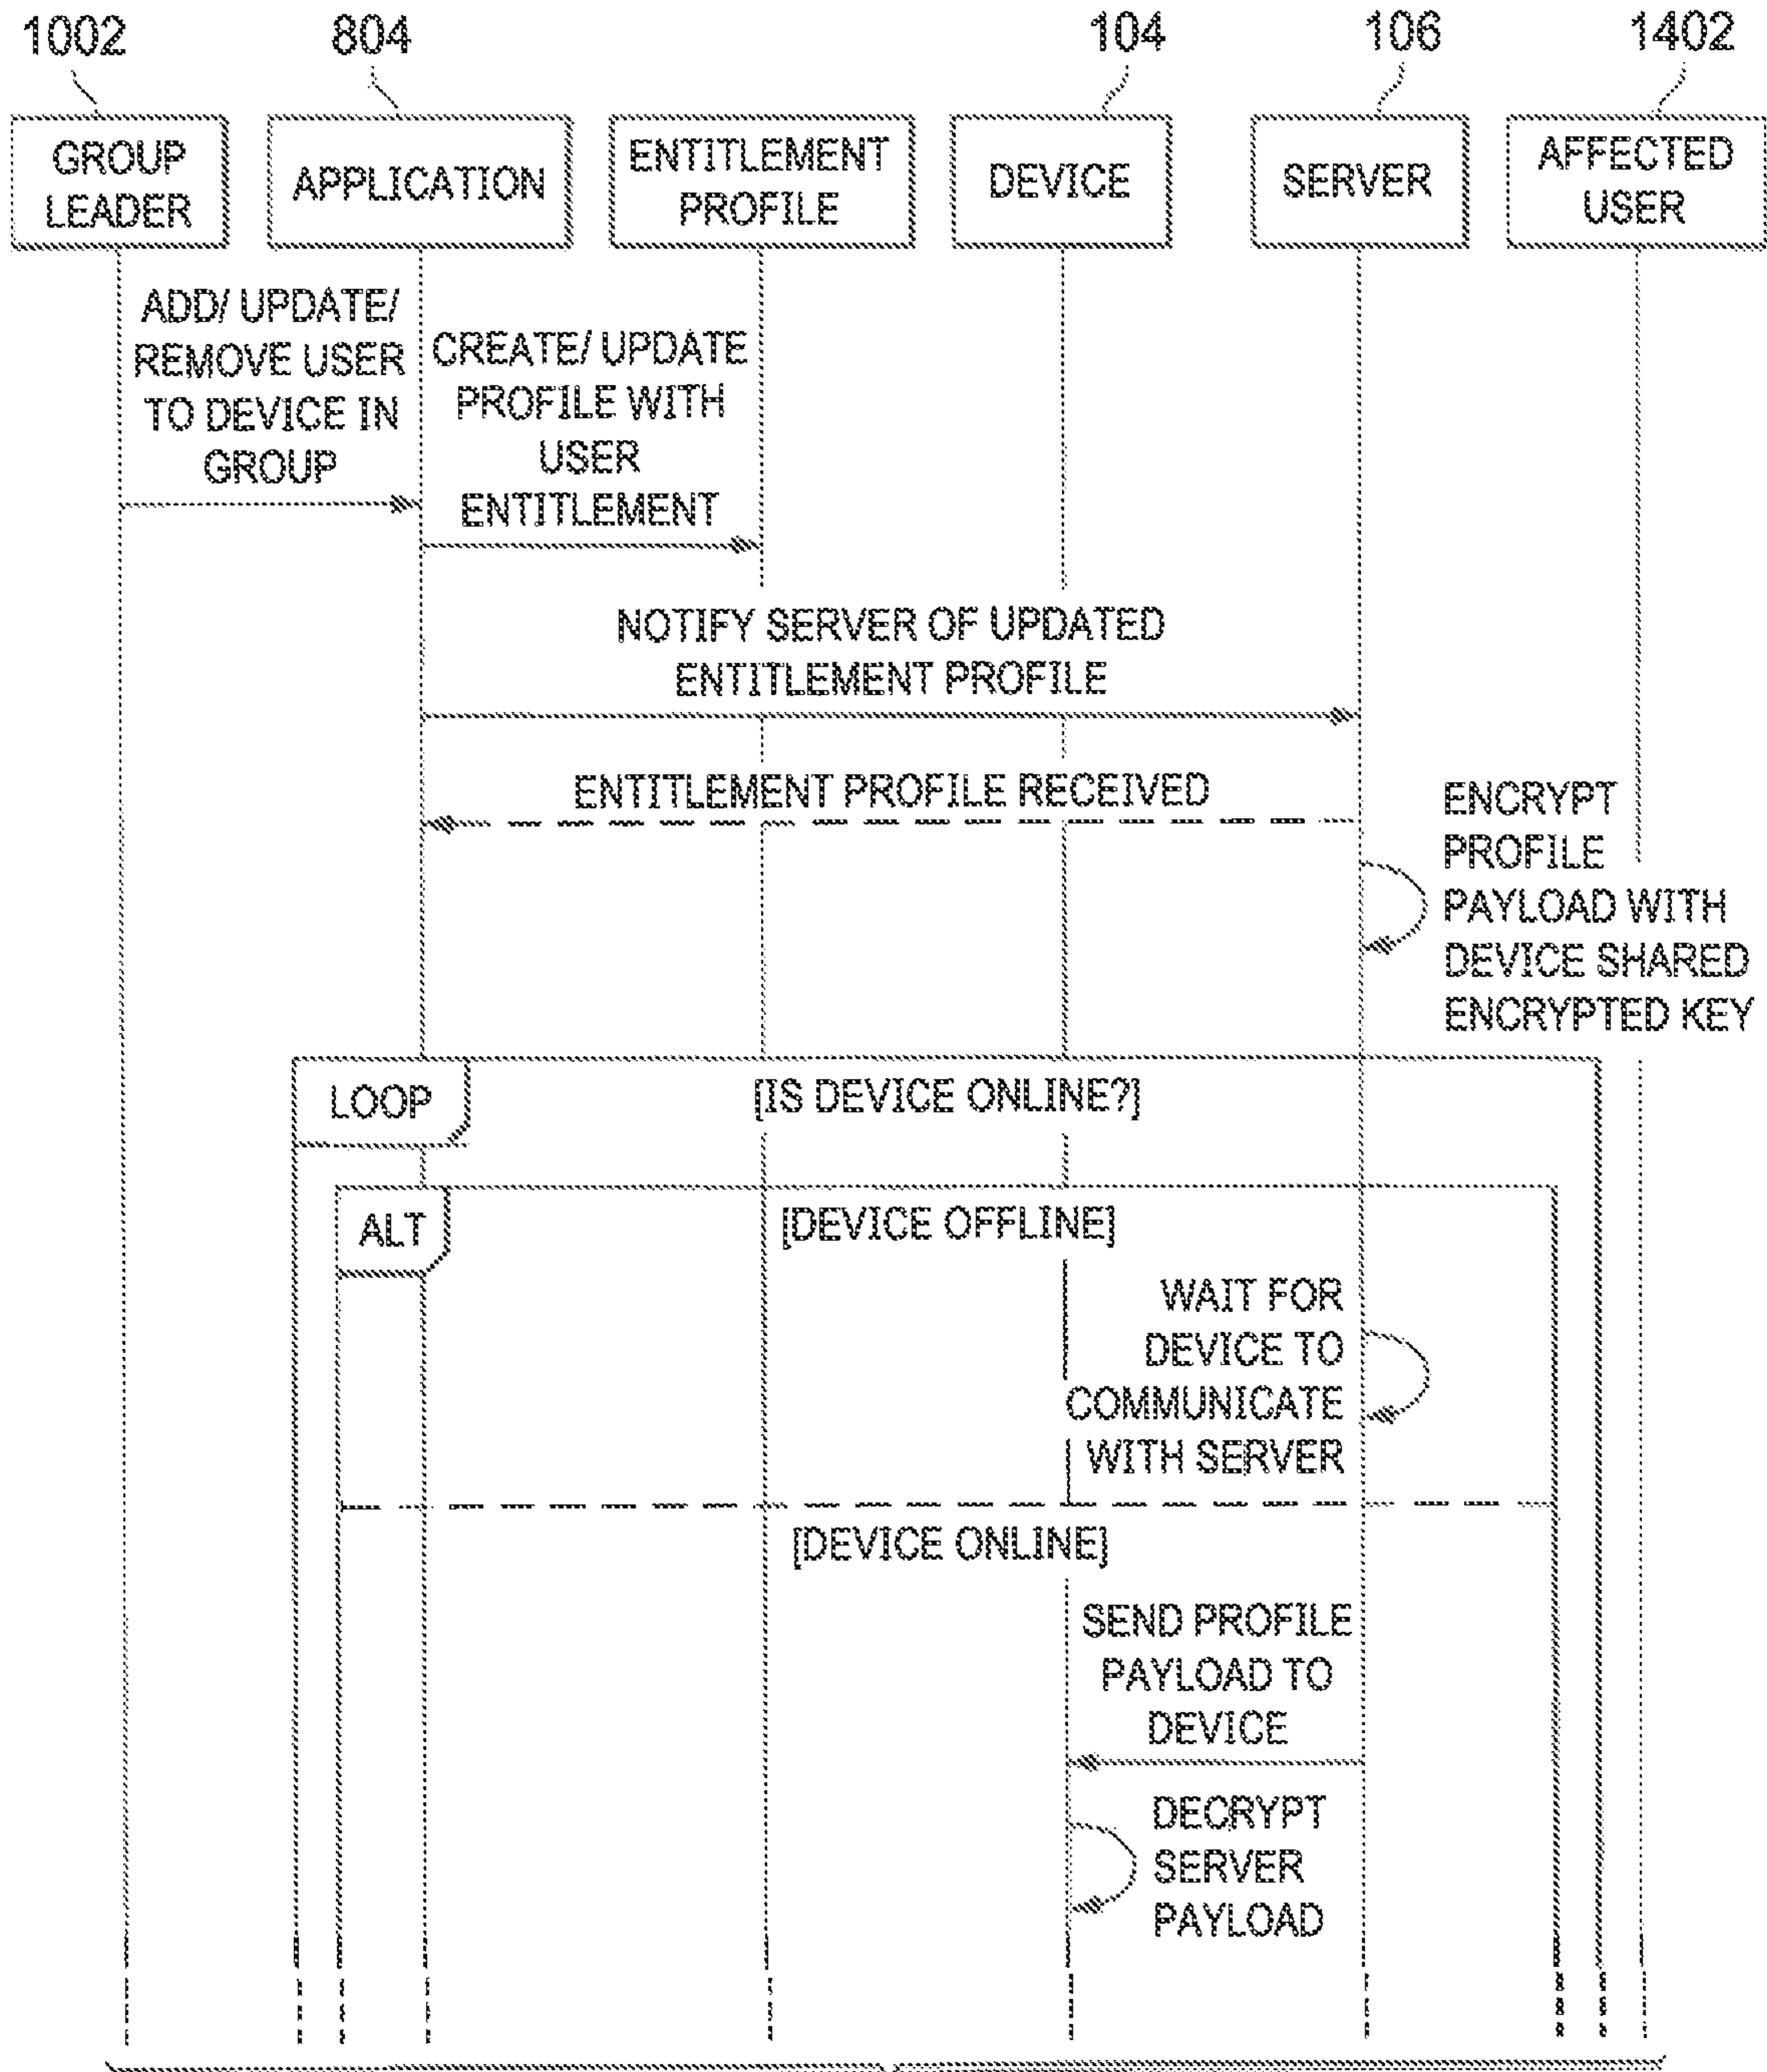 1002 804 104 106 1402
GROUP
LEADER
APPLICATION
ENTITLEMENT
PROFILE
DEVICE
SERVER
AFFECTED
USER
ADD/ UPDATE/
REMOVE USER
TO DEVICE IN
GROUP
CREATE/ UPDATE
PROFILE WITH
USER
ENTITLEMENT
NOTIFY SERVER OF UPDATED
ENTITLEMENT PROFILE
ENTITLEMENT PROFILE RECEIVED
ENCRYPT
PROFILE
PAYLOAD WITH
DEVICE SHARED
ENCRYPTED KEY
LOOP
[IS DEVICE ONLINE?]
ALT
[DEVICE OFFLINE]
WAIT FOR
DEVICE TO
COMMUNICATE
WITH SERVER
[DEVICE ONLINE]
SEND PROFILE
PAYLOAD TO
DEVICE
DECRYPT
SERVER
PAYLOAD